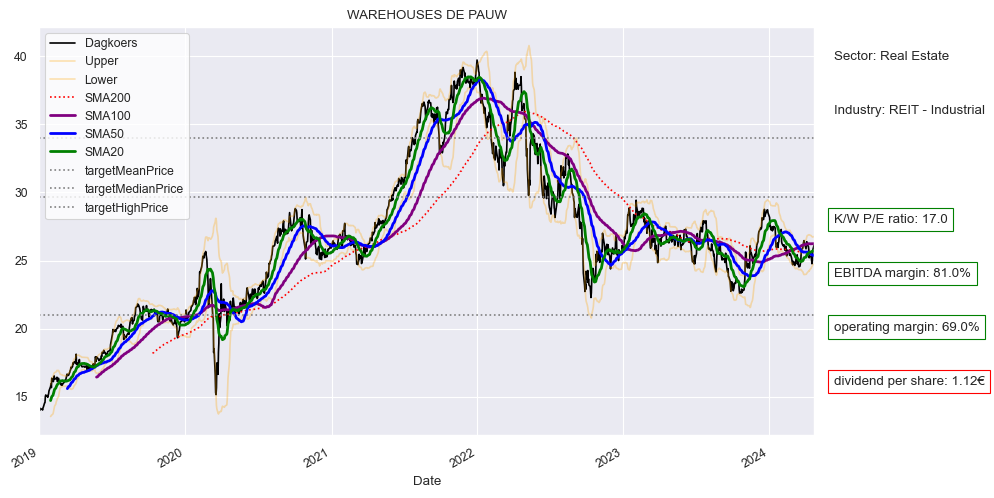 WAREHOUSES DE PAUW
40
35
30
25
20
15
Dagkoers
Upper
Lower
SMA200
SMA100
SMA50
SMA20
targetMeanPrice
targetMedianPrice
targetHighPrice
2019
2020
2021
2022
2023
2024
Date
Sector: Real Estate
Industry: REIT - Industrial
K/W P/E ratio: 17.0
EBITDA margin: 81.0%
operating margin: 69.0%
dividend per share: 1.12€